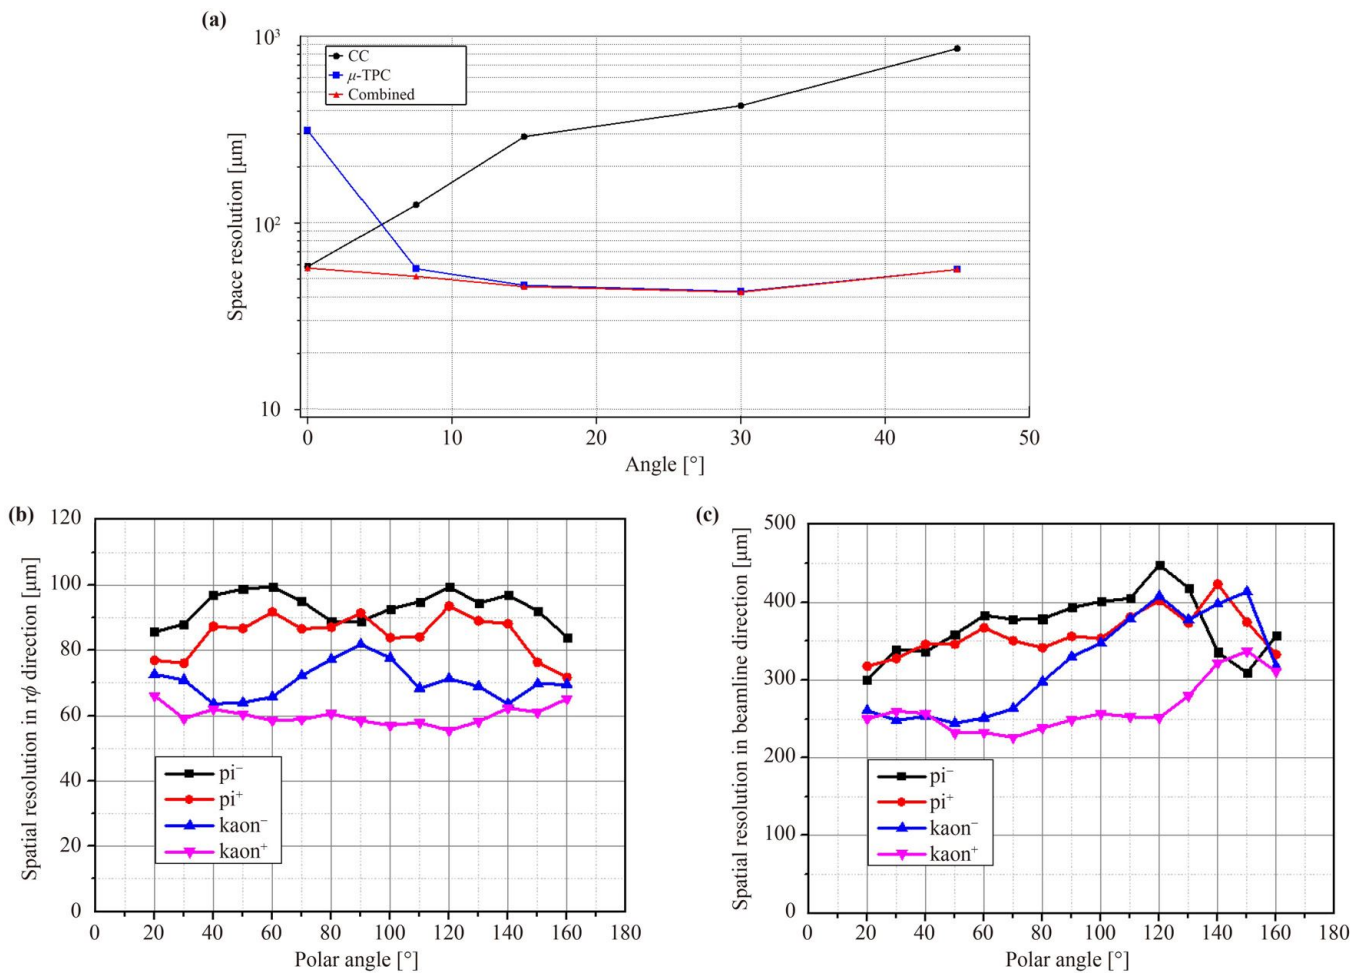 (a)
10³
10²
10
Space resolution [μm]
CC
μ-TPC
Combined
0 10 20 30 40 50
Angle [°]
(b)
120
100
80
60
40
20
0
Spatial resolution in rϕ direction [μm]
pi⁻
pi⁺
kaon⁻
kaon⁺
0 20 40 60 80 100 120 140 160 180
Polar angle [°]
(c)
500
400
300
200
100
0
Spatial resolution in beamline direction [μm]
pi⁻
pi⁺
kaon⁻
kaon⁺
0 20 40 60 80 100 120 140 160 180
Polar angle [°]